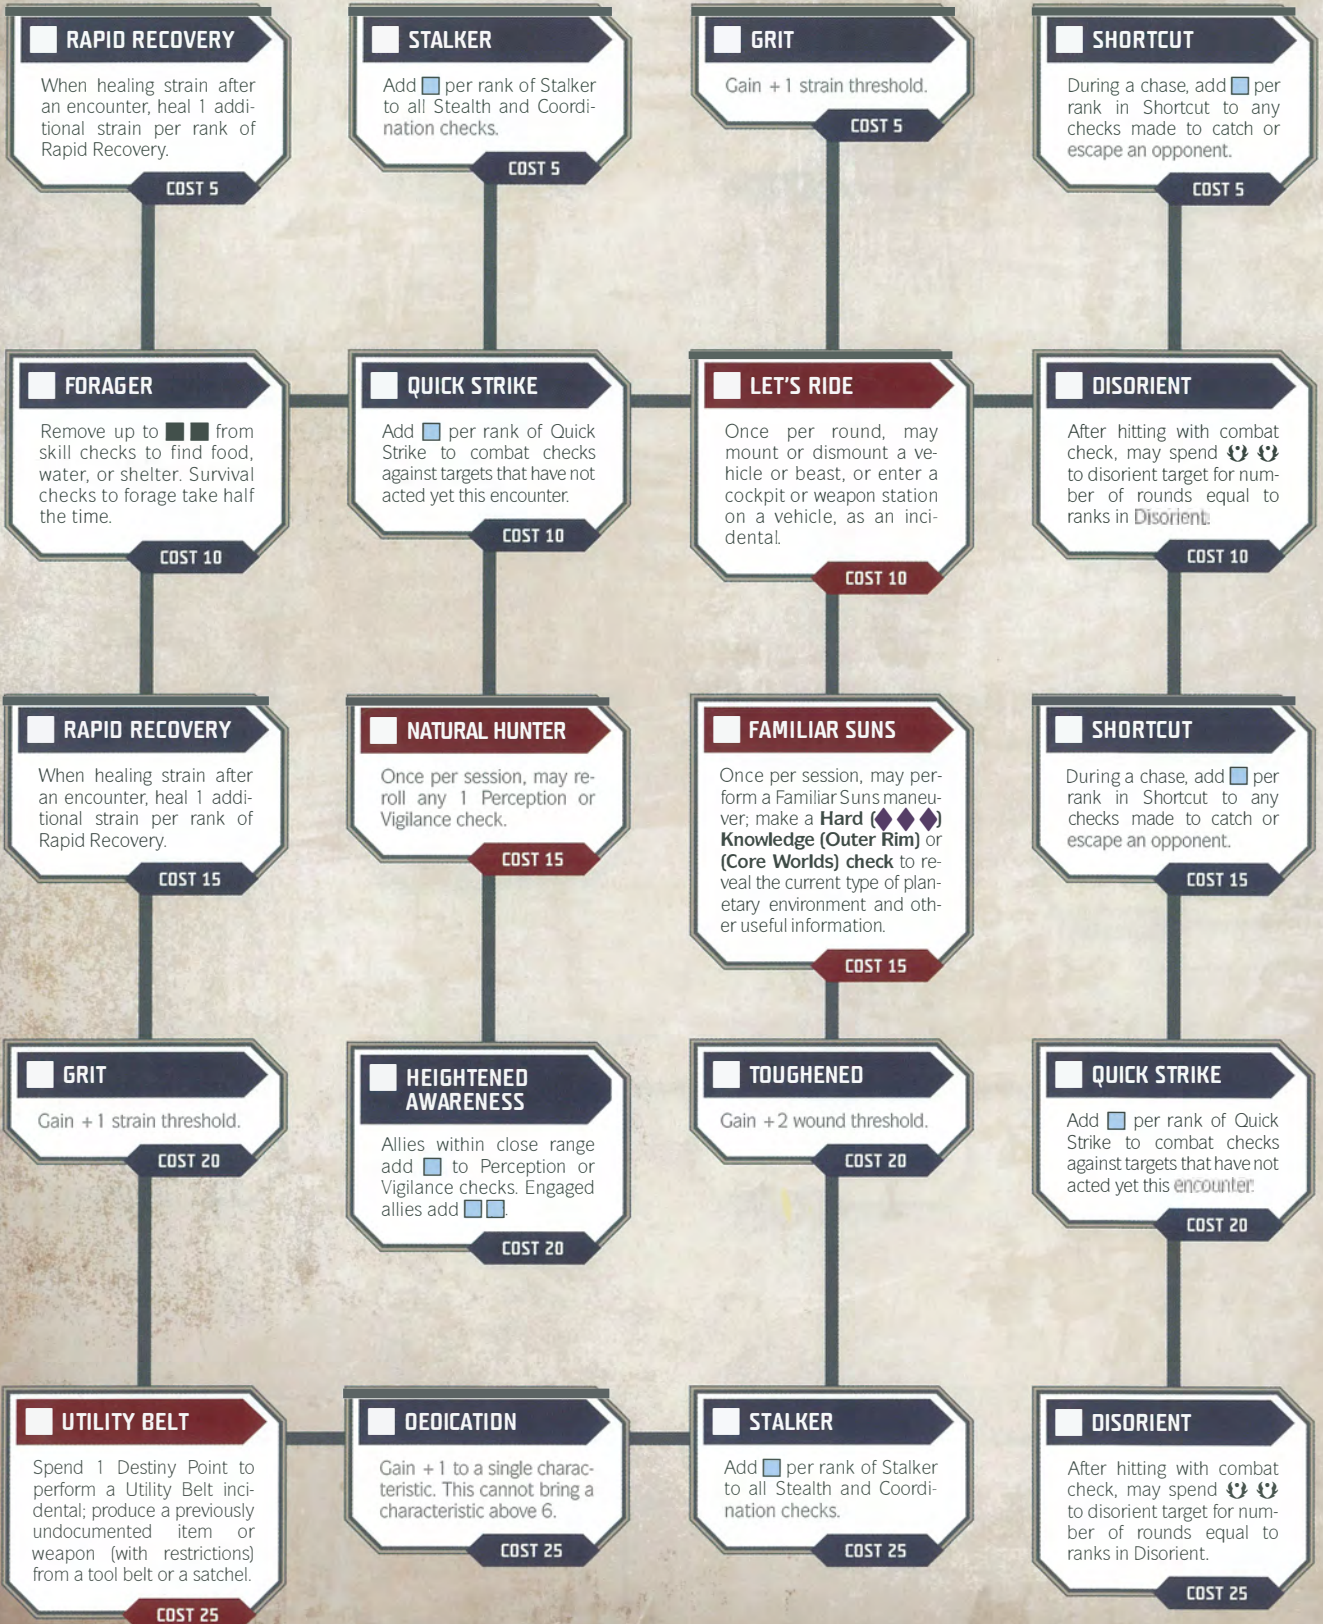 RAPID RECOVERY
When healing strain after
an encounter, heal 1 addi-
tional strain per rank of
Rapid Recovery.
COST 5
STALKER
Add per rank of Stalker
to all Stealth and Coordi-
nation checks.
COST 5
GRIT
Gain +1 strain threshold.
COST 5
SHORTCUT
During a chase, add per
rank in Shortcut to any
checks made to catch or
escape an opponent.
COST 5
FORAGER
Remove up to from
skill checks to find food,
water, or shelter. Survival
checks to forage take half
the time.
COST 10
QUICK STRIKE
Add per rank of Quick
Strike to combat checks
against targets that have not
acted yet this encounter.
COST 10
LET'S RIDE
Once per round, may
mount or dismount a ve-
hicle or beast, or enter a
cockpit or weapon station
on a vehicle, as an inci-
dental.
COST 10
DISORIENT
After hitting with combat
check, may spend
to disorient target for num-
ber of rounds equal to
ranks in Disorient.
COST 10
RAPID RECOVERY
When healing strain after
an encounter, heal 1 addi-
tional strain per rank of
Rapid Recovery.
COST 15
NATURAL HUNTER
Once per session, may re-
roll any 1 Perception or
Vigilance check.
COST 15
FAMILIAR SUNS
Once per session, may per-
form a Familiar Suns maneu-
ver; make a Hard ( )
Knowledge (Outer Rim) or
(Core Worlds) check to re-
veal the current type of plan-
etary environment and oth-
er useful information.
COST 15
SHORTCUT
During a chase, add per
rank in Shortcut to any
checks made to catch or
escape an opponent.
COST 15
GRIT
Gain +1 strain threshold.
COST 20
HEIGHTENED
AWARENESS
Allies within close range
add to Perception or
Vigilance checks. Engaged
allies add .
COST 20
TOUGHENED
Gain +2 wound threshold.
COST 20
QUICK STRIKE
Add per rank of Quick
Strike to combat checks
against targets that have not
acted yet this encounter.
COST 20
UTILITY BELT
Spend 1 Destiny Point to
perform a Utility Belt inci-
dental; produce a previously
undocumented item or
weapon (with restrictions)
from a tool belt or a satchel.
COST 25
OEDICATION
Gain +1 to a single charac-
teristic. This cannot bring a
characteristic above 6.
COST 25
STALKER
Add per rank of Stalker
to all Stealth and Coordi-
nation checks.
COST 25
DISORIENT
After hitting with combat
check, may spend
to disorient target for num-
ber of rounds equal to
ranks in Disorient.
COST 25